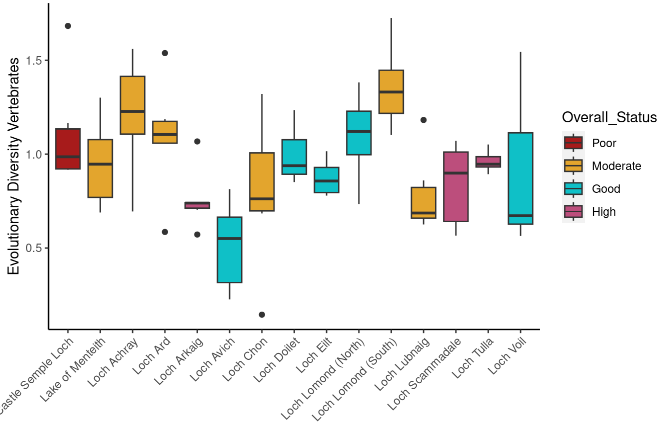 Evolutionary Diversity Vertebrates
1.5
1.0
0.5
Castle Semple Loch
Lake of Menteith
Loch Achray
Loch Ard
Loch Arkaig
Loch Avich
Loch Chon
Loch Doilet
Loch Eilt
Loch Lomond (North)
Loch Lomond (South)
Loch Lubnaig
Loch Scammadale
Loch Tulla
Loch Voil
Overall_Status
Poor
Moderate
Good
High